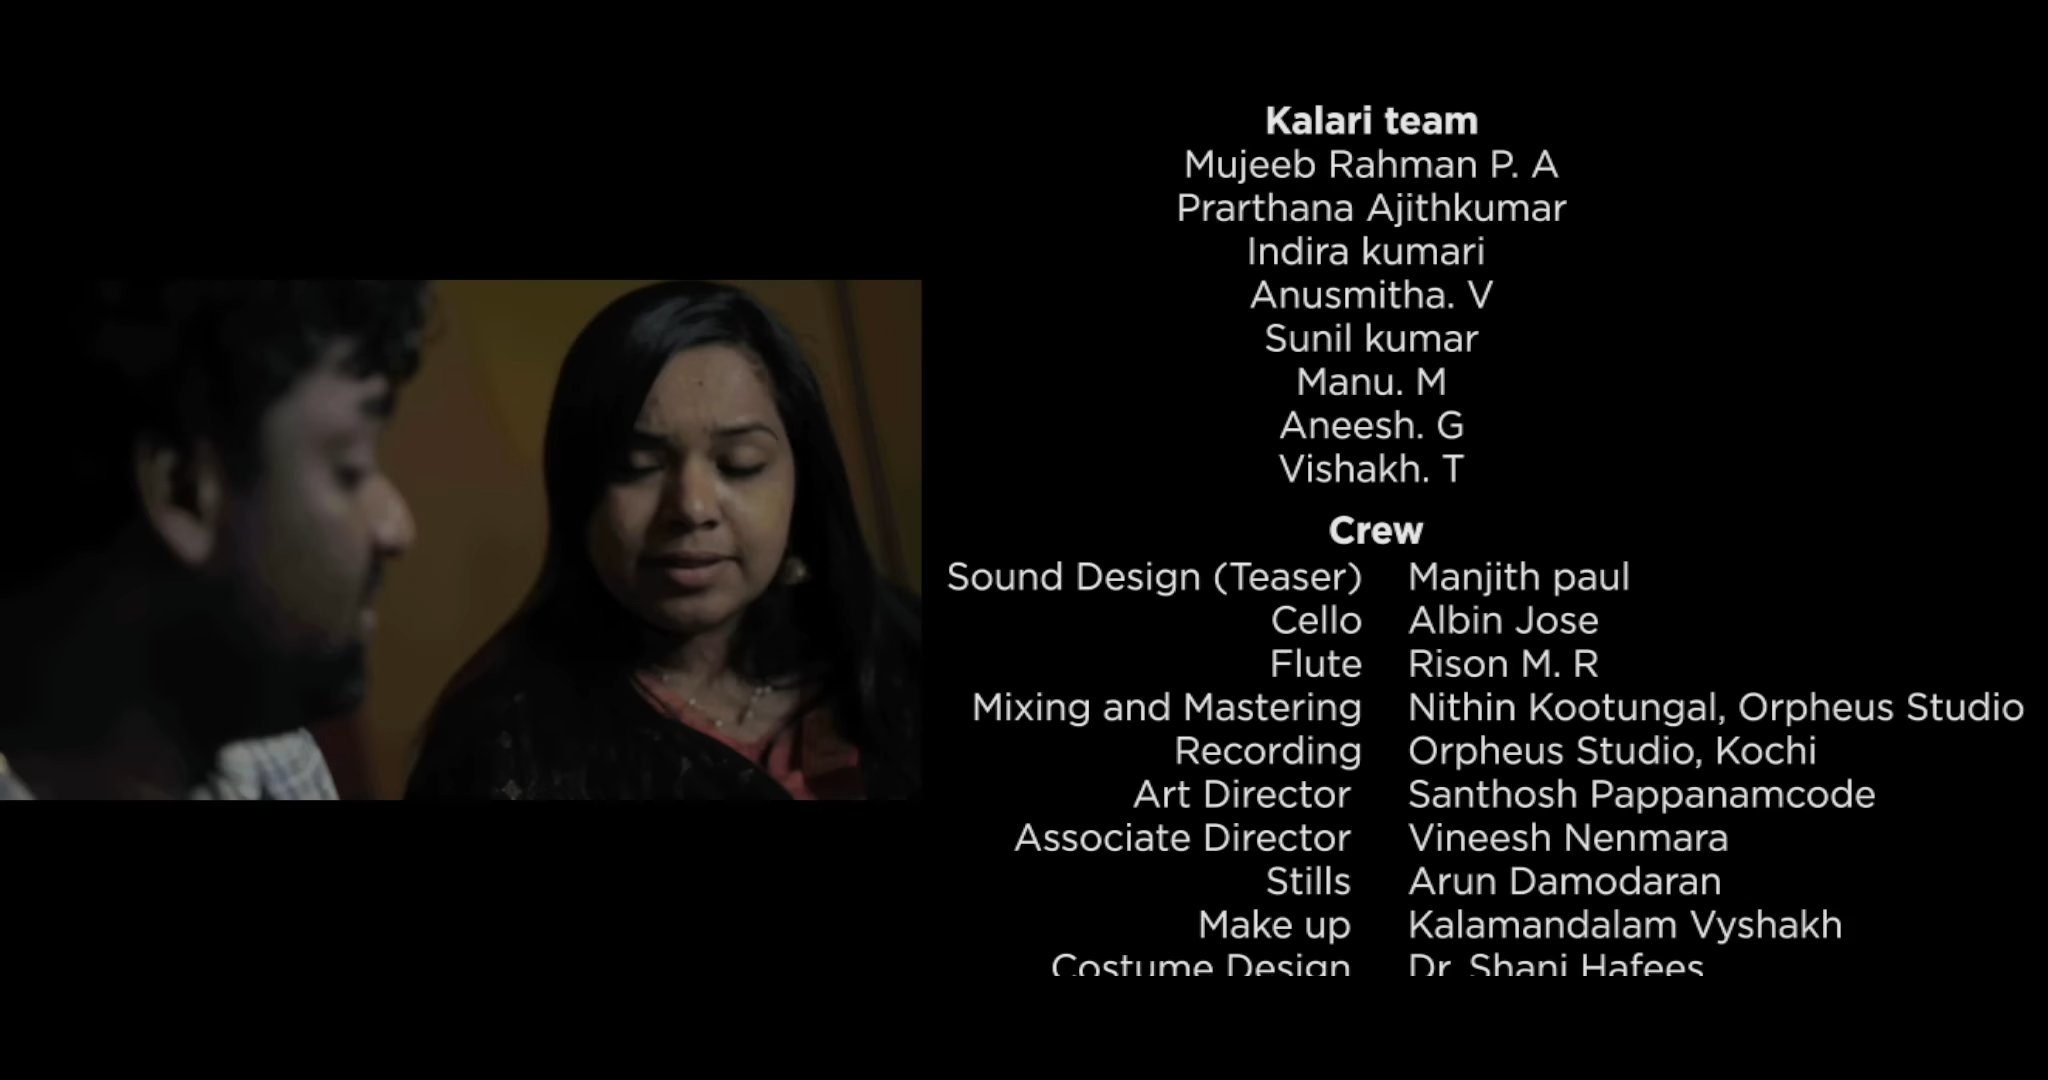 Kalari team
Mujeeb Rahman P. A
Prarthana Ajithkumar
Indira kumari
Anusmitha. V
Sunil kumar
Manu. M
Aneesh. G
Vishakh. T
Crew
Sound Design (Teaser) Manjith paul
Cello Albin Jose
Flute Rison M. R
Mixing and Mastering Nithin Kootungal, Orpheus Studio
Recording Orpheus Studio, Kochi
Art Director Santhosh Pappanamcode
Associate Director Vineesh Nenmara
Stills Arun Damodaran
Make up Kalamandalam Vyshakh
Costume Design Dr. Shani Hafees